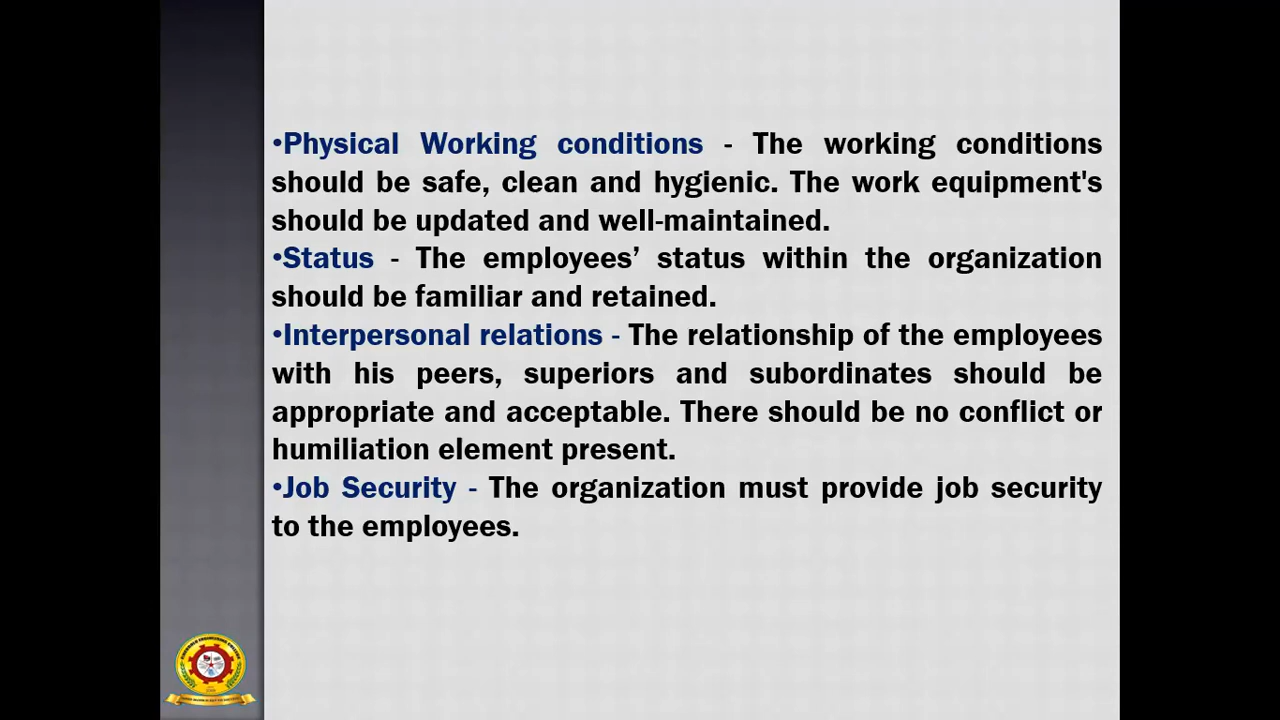 •Physical Working conditions - The working conditions
should be safe, clean and hygienic. The work equipment's
should be updated and well-maintained.
•Status - The employees’ status within the organization
should be familiar and retained.
•Interpersonal relations - The relationship of the employees
with his peers, superiors and subordinates should be
appropriate and acceptable. There should be no conflict or
humiliation element present.
•Job Security - The organization must provide job security
to the employees.